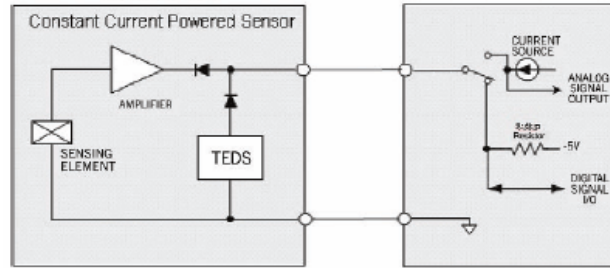 Constant Current Powered Sensor
AMPLIFIER
SENSING
ELEMENT
TEDS
CURRENT
SOURCE
ANALOG
SIGNAL
OUTPUT
Resistor
-5V
DIGITAL
SIGNAL
I/O